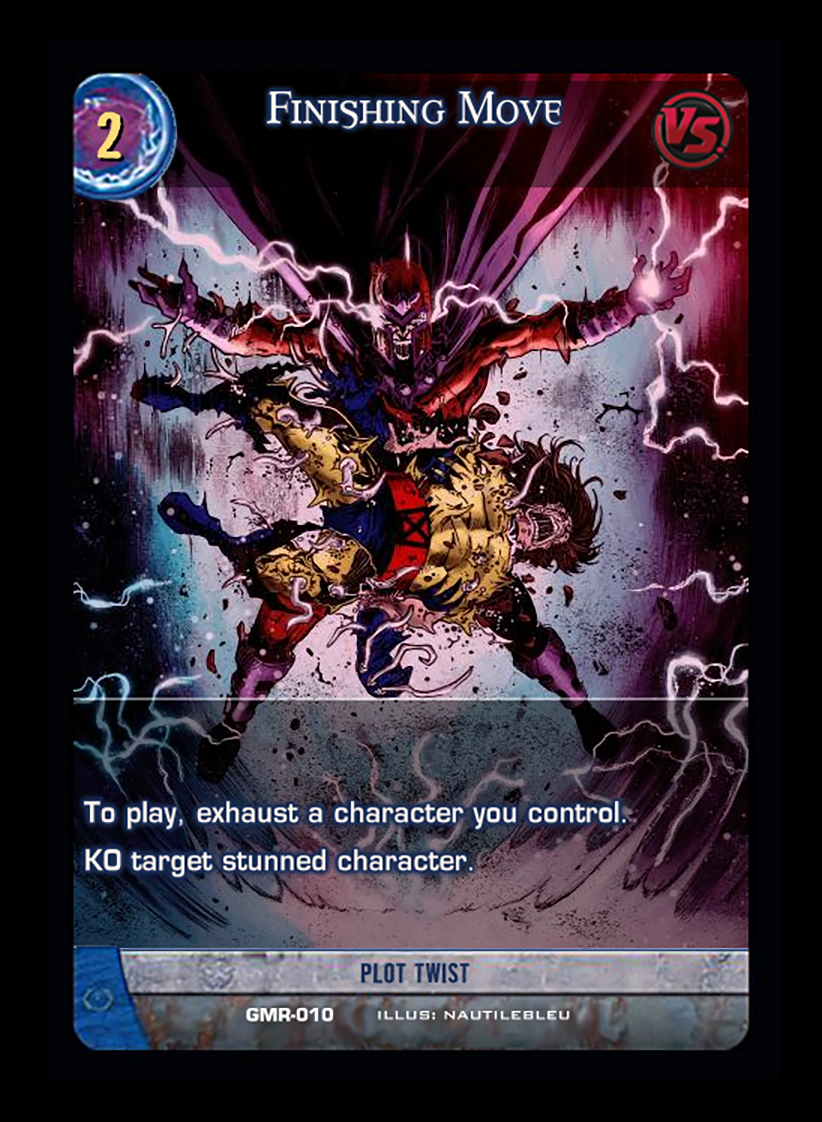 2
Finishing Move
VS.
To play, exhaust a character you control.
KO target stunned character.
PLOT TWIST
GMR-010 ILLUS: NAUTILEBLEU